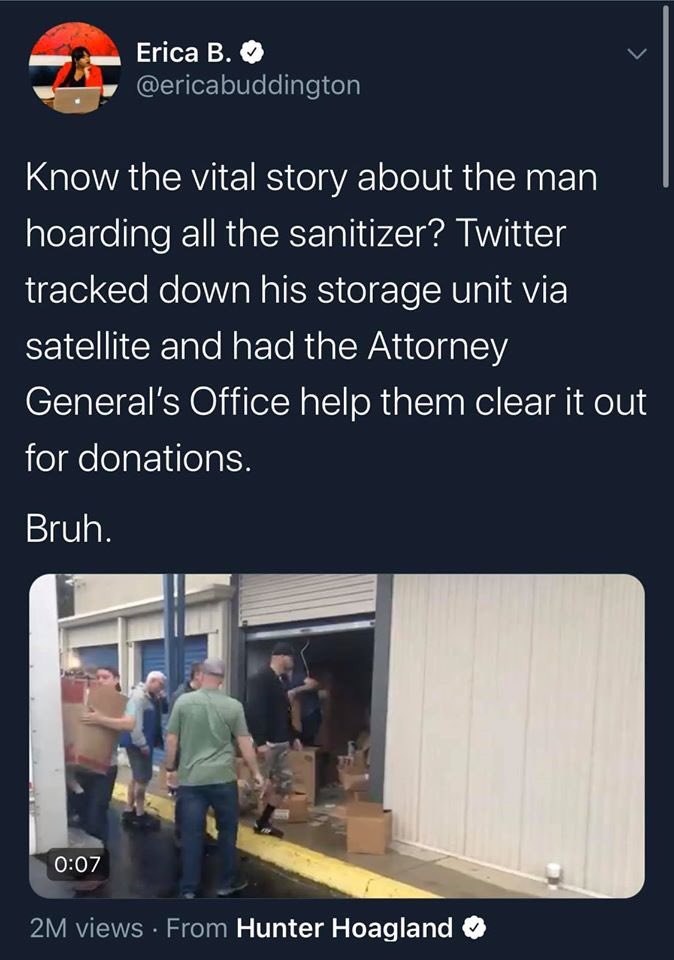 Erica B.
@ericabuddington
Know the vital story about the man
hoarding all the sanitizer? Twitter
tracked down his storage unit via
satellite and had the Attorney
General's Office help them clear it out
for donations.
Bruh.
0:07
2M views · From Hunter Hoagland